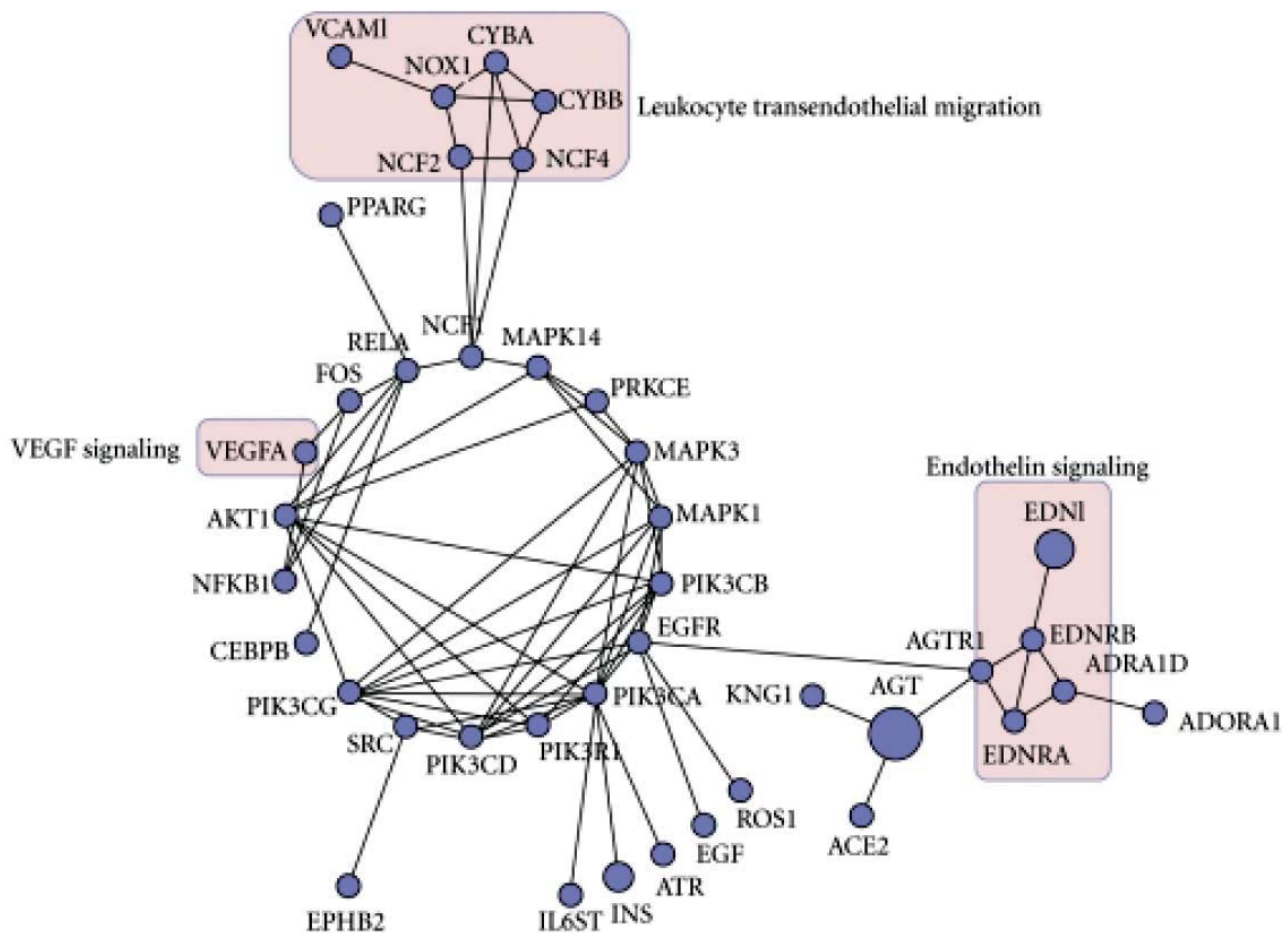 VCAM1
CYBA
NOX1
CYBB
Leukocyte transendothelial migration
NCF2
NCF4
PPARG
NCF1
RELA
MAPK14
FOS
PRKCE
VEGF signaling
VEGFA
MAPK3
Endothelin signaling
AKT1
MAPK1
EDN1
NFKB1
PIK3CB
CEBPB
EGFR
AGTR1
EDNRB
ADRA1D
PIK3CG
PIK3CA
KNG1
AGT
ADORA1
SRC
PIK3CD
PIK3R1
EDNRA
ROS1
EGF
ACE2
ATR
EPHB2
IL6ST
INS